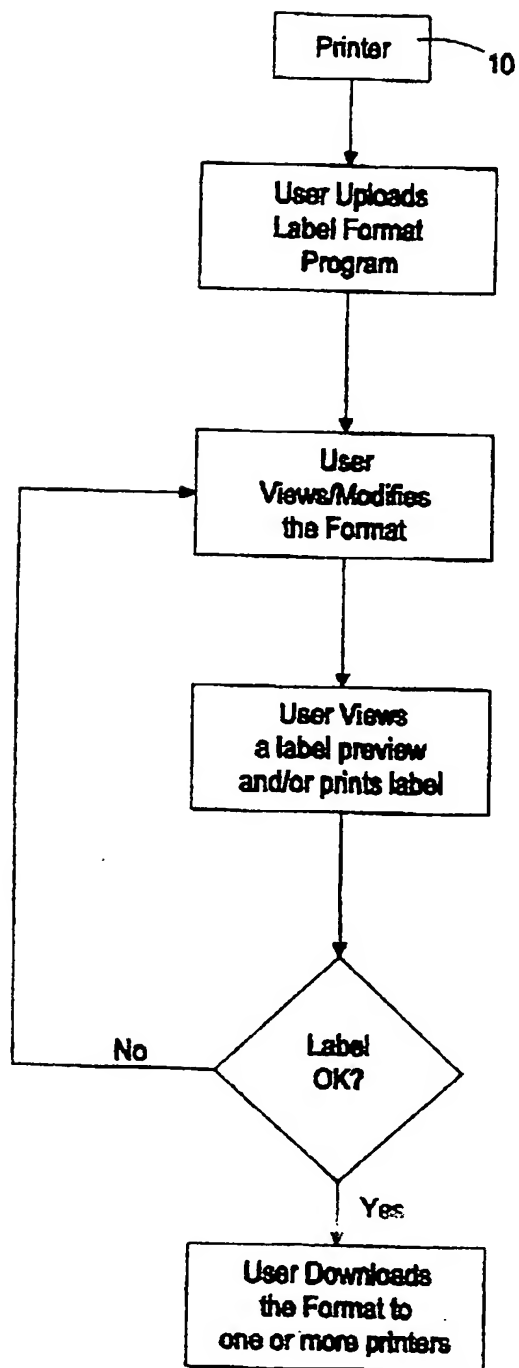 Printer
10
User Uploads
Label Format
Program
User
Views/Modifies
the Format
User Views
a label preview
and/or prints label
Label
OK?
No
Yes
User Downloads
the Format to
one or more printers